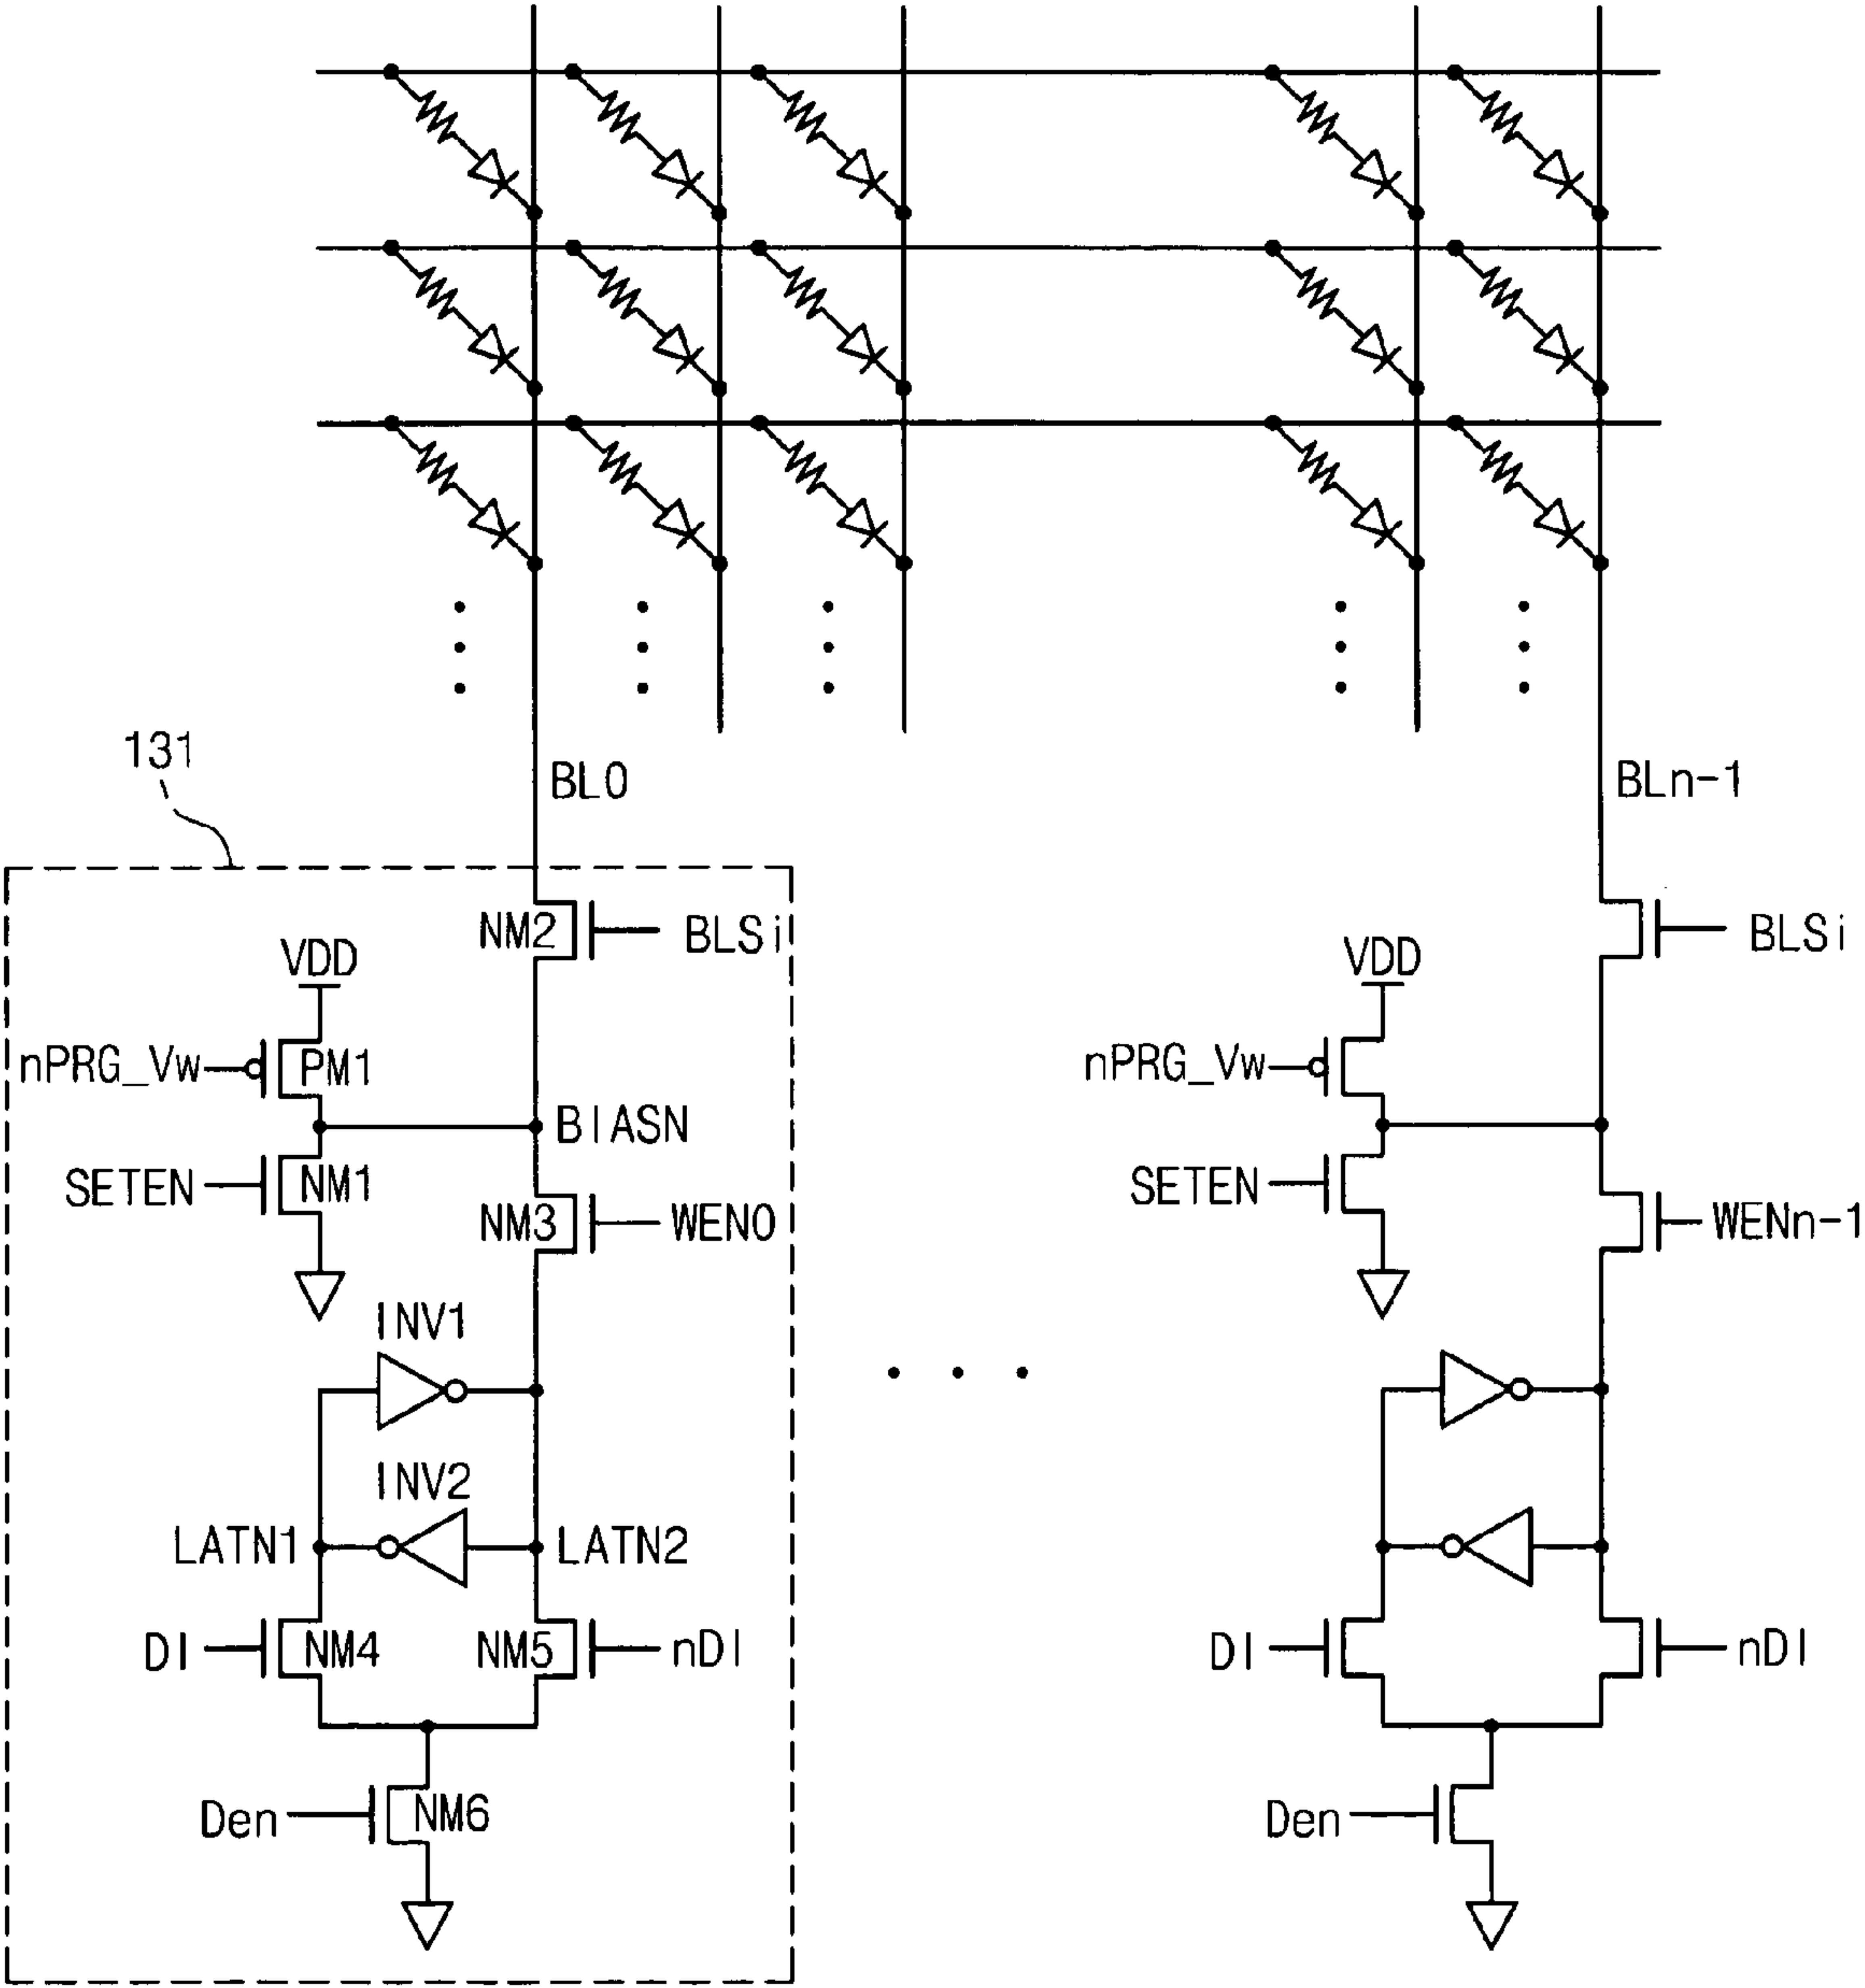 131
BL0
BLn-1
NM2
BLSi
BLSi
VDD
VDD
nPRG_Vw
PM1
nPRG_Vw
BIASN
SETEN
NM1
SETEN
NM3
WEN0
WENn-1
INV1
INV2
LATN1
LATN2
DI
NM4
NM5
nDI
DI
nDI
Den
NM6
Den